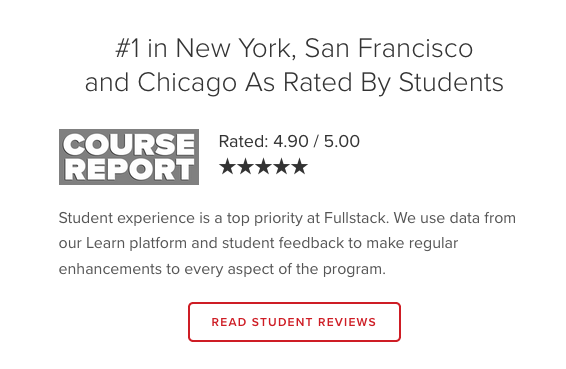 #1 in New York, San Francisco
and Chicago As Rated By Students
COURSE
REPORT
Rated: 4.90 / 5.00
Student experience is a top priority at Fullstack. We use data from
our Learn platform and student feedback to make regular
enhancements to every aspect of the program.
READ STUDENT REVIEWS